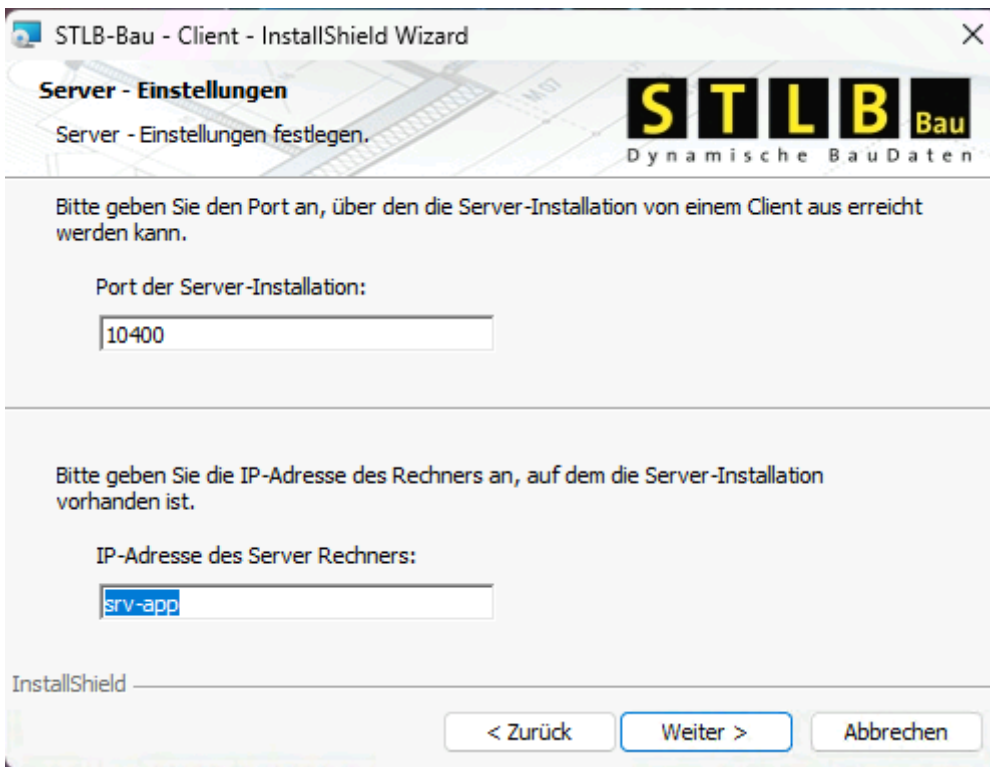 STLB-Bau - Client - InstallShield Wizard
Server - Einstellungen
Server - Einstellungen festlegen.
STLB Bau
Dynamische BauDaten
Bitte geben Sie den Port an, über den die Server-Installation von einem Client aus erreicht
werden kann.
Port der Server-Installation:
10400
Bitte geben Sie die IP-Adresse des Rechners an, auf dem die Server-Installation
vorhanden ist.
IP-Adresse des Server Rechners:
srv-app
InstallShield
< Zurück
Weiter >
Abbrechen